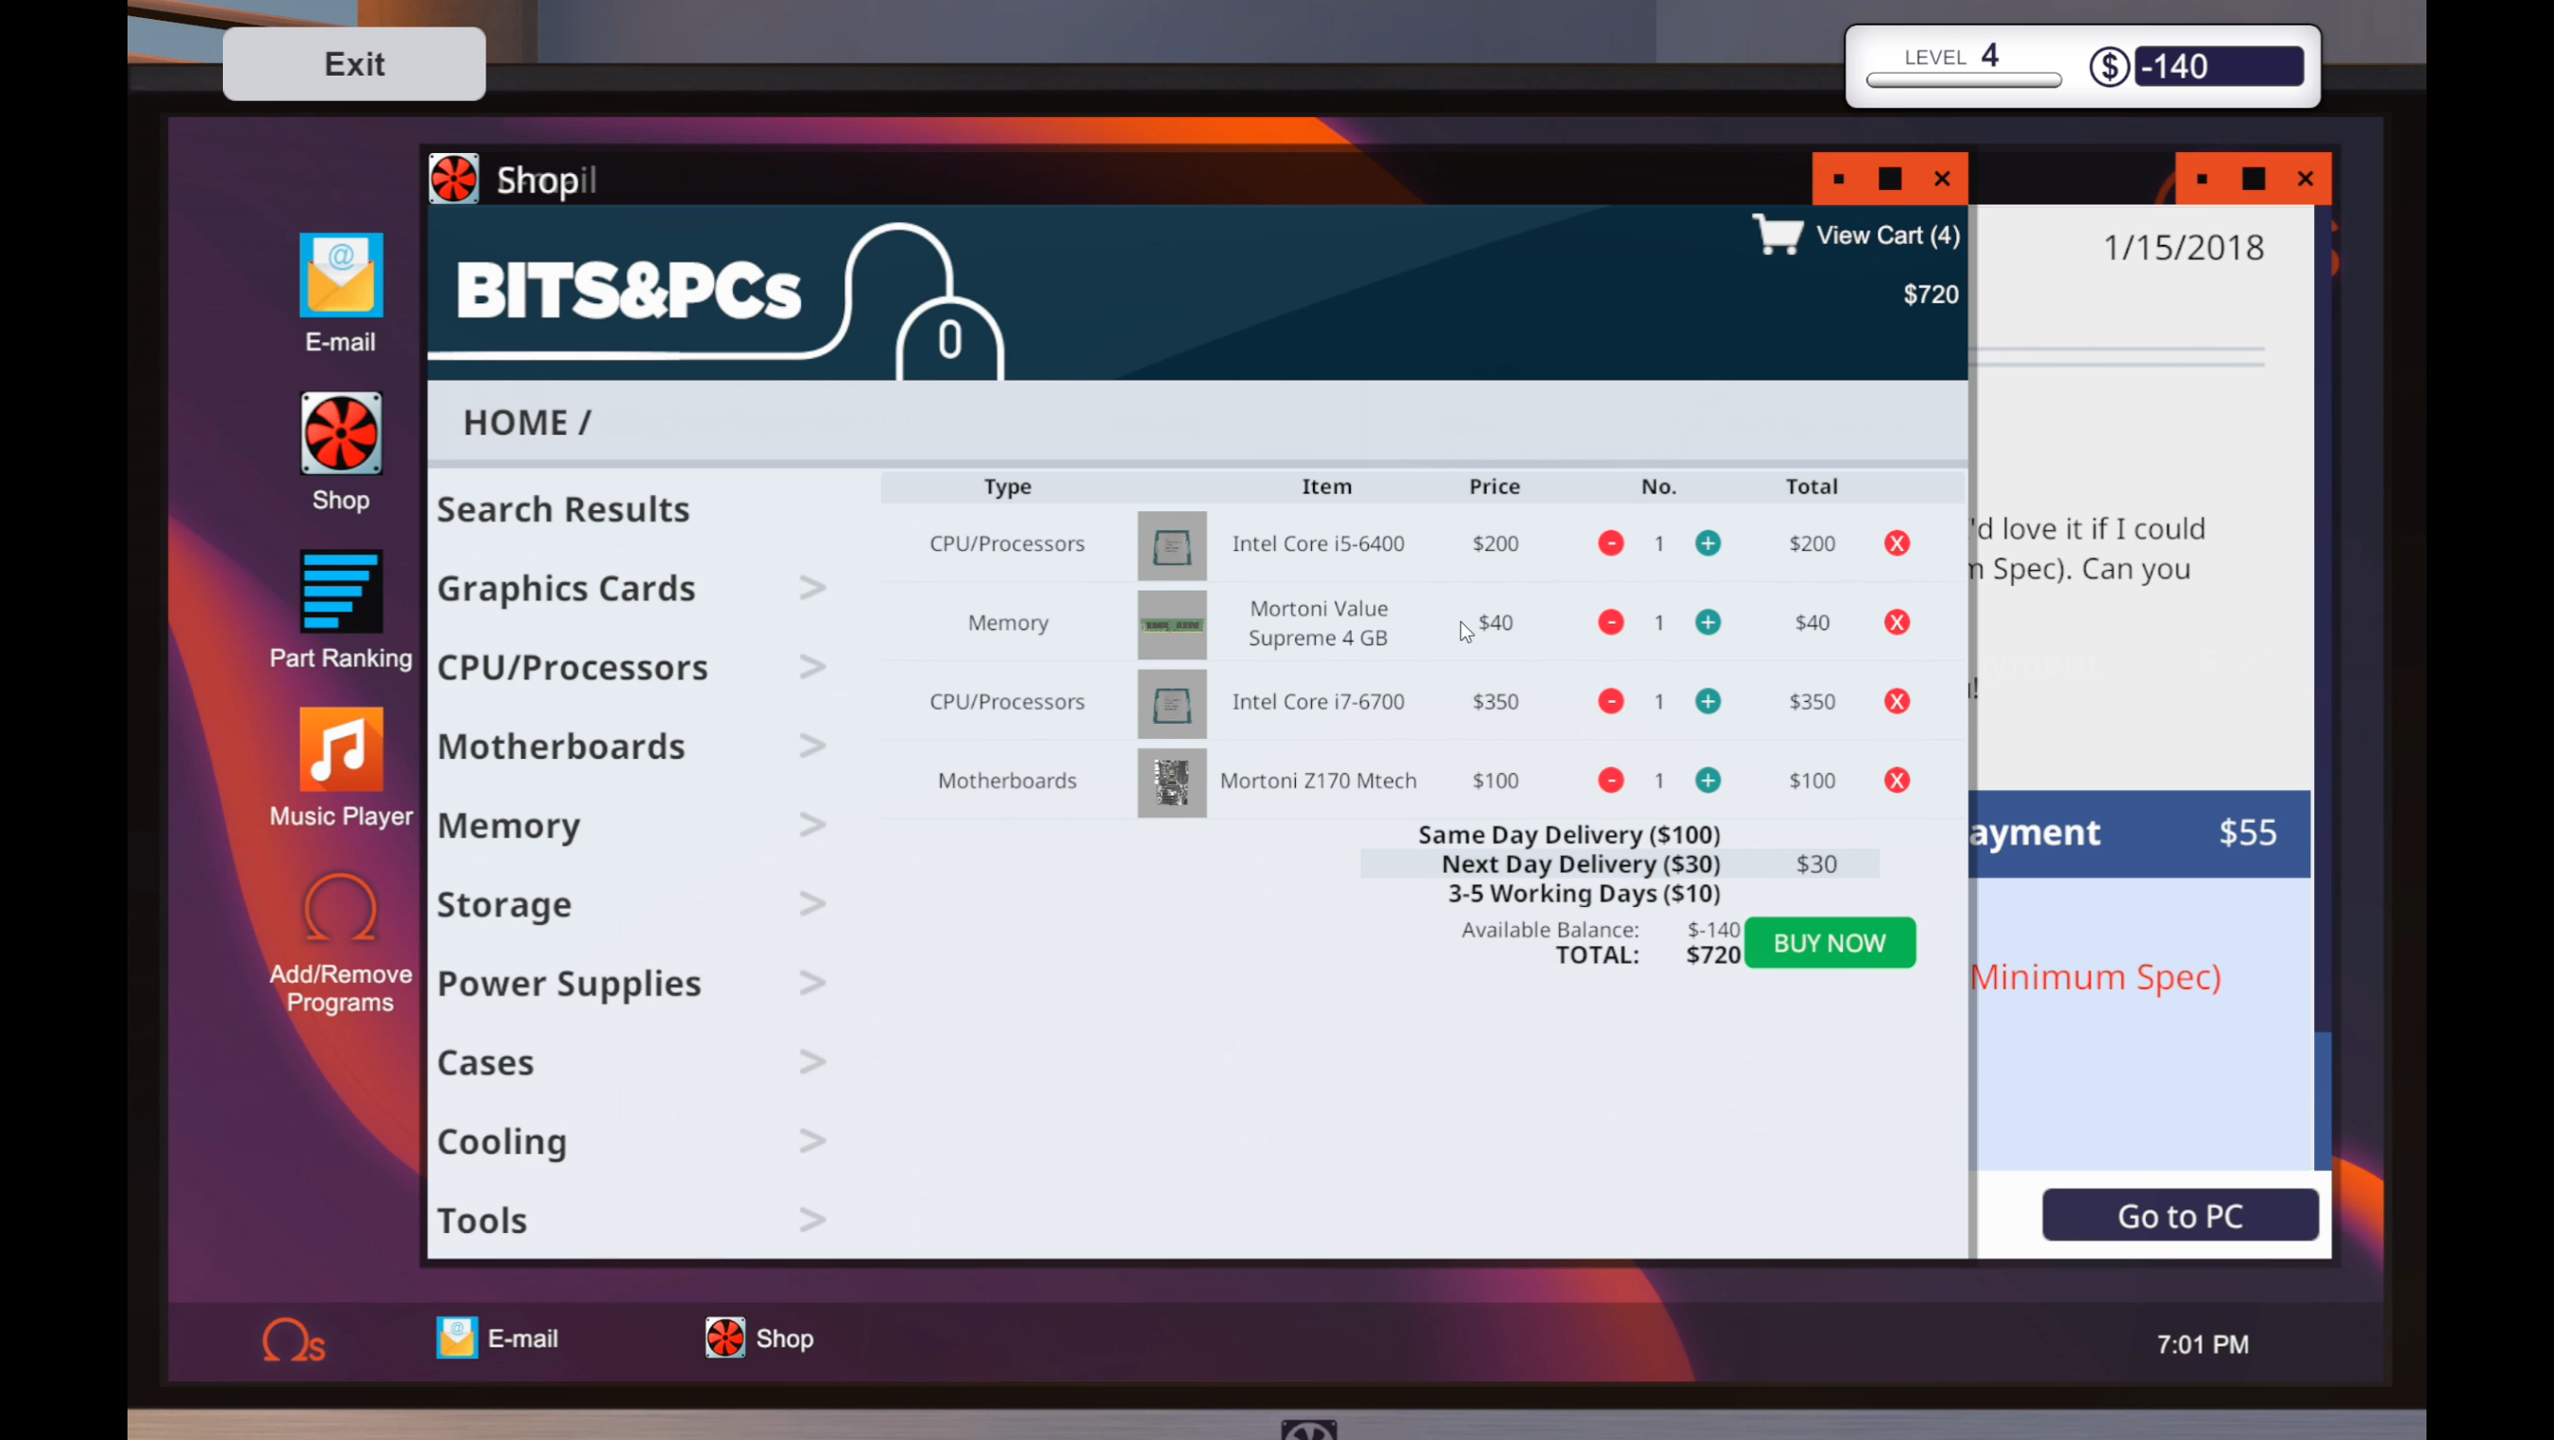 Exit
LEVEL 4
$ -140
Shop
View Cart (4)
$720
BITS&PCs
1/15/2018
HOME /
E-mail
Shop
Part Ranking
Music Player
Add/Remove
Programs
Search Results
Graphics Cards >
CPU/Processors >
Motherboards >
Memory >
Storage >
Power Supplies >
Cases >
Cooling >
Tools >
Type Item Price No. Total
CPU/Processors Intel Core i5-6400 $200 - 1 + $200 X
Memory Mortoni Value
Supreme 4 GB $40 - 1 + $40 X
CPU/Processors Intel Core i7-6700 $350 - 1 + $350 X
Motherboards Mortoni Z170 Mtech $100 - 1 + $100 X
Same Day Delivery ($100)
Next Day Delivery ($30) $30
3-5 Working Days ($10)
Available Balance: $-140
TOTAL: $720
BUY NOW
'd love it if I could
m Spec). Can you
!
ayment $55
Minimum Spec)
Go to PC
Ωs
E-mail
Shop
7:01 PM